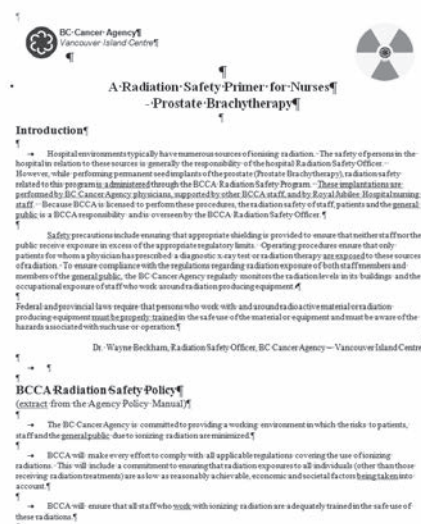 BC Cancer Agency¶
Vancouver Island Centre¶
¶
¶
¶
A·Radiation·Safety·Primer·for·Nurses¶
-·Prostate·Brachytherapy¶
¶
Introduction¶
¶
→ Hospital environments typically have numerous sources of ionizing radiation. · The safety of persons in the
hospital in relation to these sources is generally the responsibility of the hospital Radiation Safety Officer. ·
However, while performing permanent seed implants of the prostate (Prostate Brachytherapy), radiation safety
related to this program is administered through the BCCA Radiation Safety Program. · These implantations are
performed by BC Cancer Agency physicians, supported by other BCCA staff, and by Royal Jubilee Hospital nursing
staff. · Because BCCA is licensed to perform these procedures, the radiation safety of staff, patients and the general
public is a BCCA responsibility and is overseen by the BCCA Radiation Safety Officer. ¶
¶
Safety precautions include ensuring that appropriate shielding is provided to ensure that neither staff nor the
public receive exposure in excess of the appropriate regulatory limits. · Operating procedures ensure that only
patients for whom a physician has prescribed a diagnostic x-ray test or radiation therapy are exposed to these sources
of radiation. · To ensure compliance with the regulations regarding radiation exposure of both staff members and
members of the general public, the BC Cancer Agency regularly monitors the radiation levels in its buildings and the
occupational exposure of staff who work around radiation producing equipment.¶
¶
Federal and provincial laws require that persons who work with and around radioactive material or radiation
producing equipment must be properly trained in the safe use of the material or equipment and must be aware of the
hazards associated with such use or operation.¶
¶
Dr. Wayne Beckham, Radiation Safety Officer, BC Cancer Agency – Vancouver Island Centre
¶
→ ¶
¶
BCCA·Radiation·Safety·Policy¶
(extract from the Agency Policy Manual)¶
¶
→ The BC Cancer Agency is committed to providing a working environment in which the risks to patients,
staff and the general public due to ionizing radiation are minimized.¶
¶
→ BCCA will make every effort to comply with all applicable regulations covering the use of ionizing
radiations. · This will include a commitment to ensuring that radiation exposures to all individuals (other than those
receiving radiation treatments) are as low as reasonably achievable, economic and societal factors being taken into
account.¶
¶
→ BCCA will ensure that all staff who work with ionizing radiation are adequately trained in the safe use of
these radiations.¶